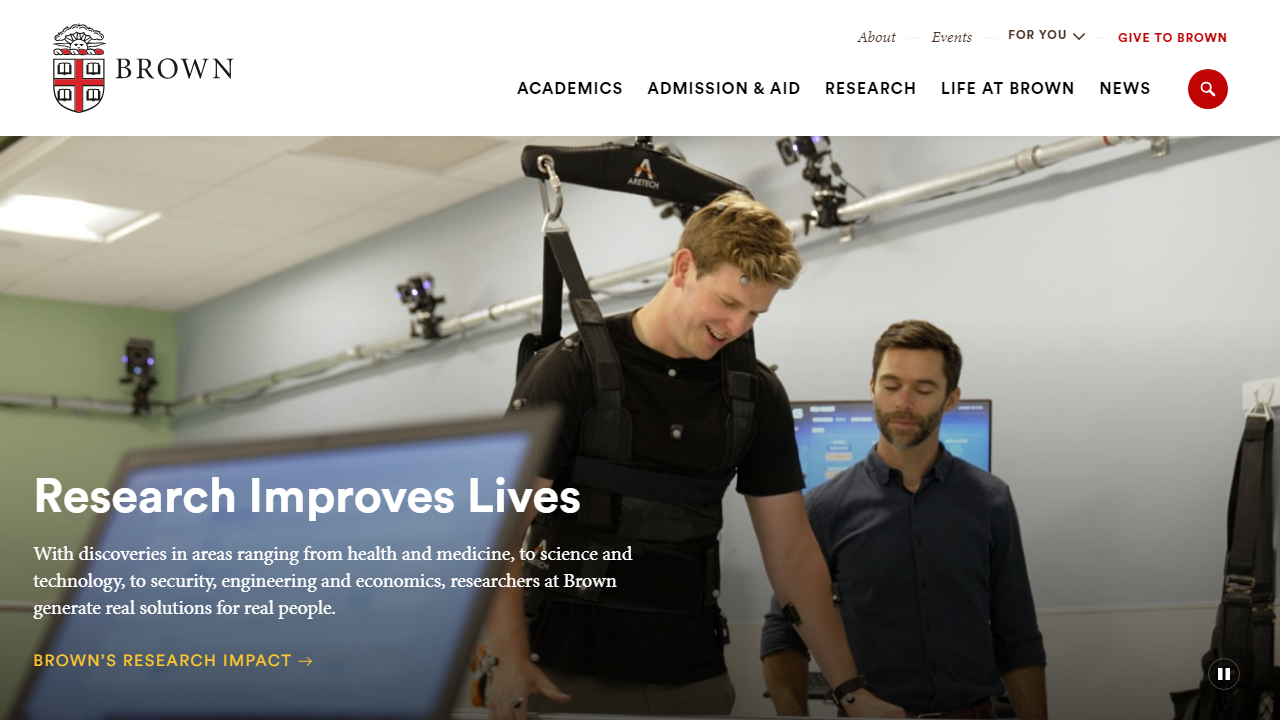 About
Events
FOR YOU
GIVE TO BROWN
BROWN
ACADEMICS
ADMISSION & AID
RESEARCH
LIFE AT BROWN
NEWS
ARETECH
Research Improves Lives
With discoveries in areas ranging from health and medicine, to science and
technology, to security, engineering and economics, researchers at Brown
generate real solutions for real people.
BROWN’S RESEARCH IMPACT →